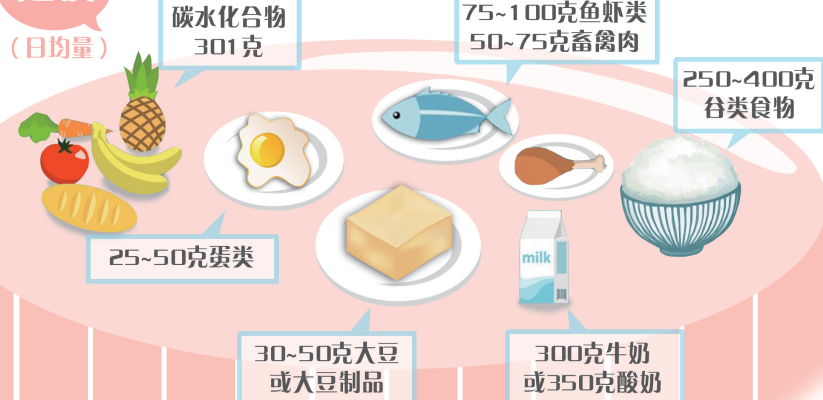 （日均量）
碳水化合物
301克
75~100克鱼虾类
50~75克畜禽肉
250~400克
谷类食物
milk
25~50克蛋类
30~50克大豆
或大豆制品
300克牛奶
或350克酸奶